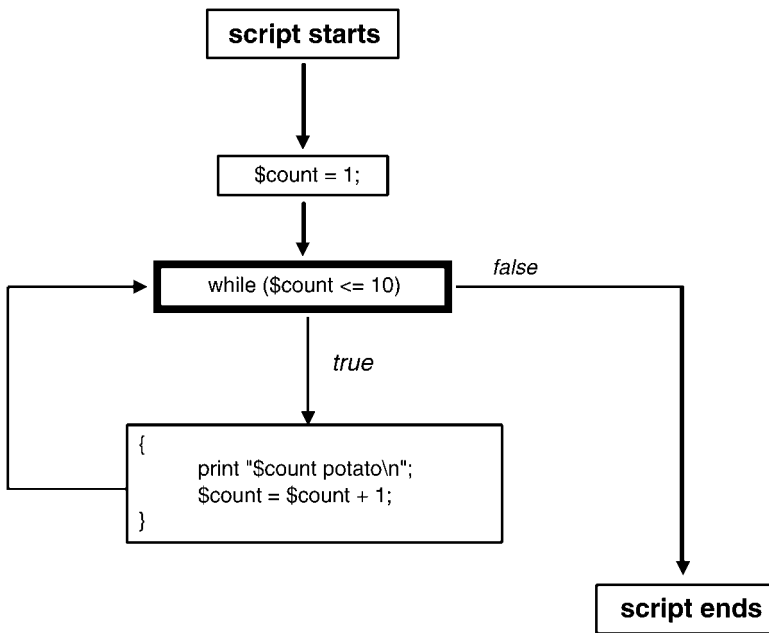 script starts
$count = 1;
while ($count <= 10)
false
true
{
print "$count potato\n";
$count = $count + 1;
}
script ends